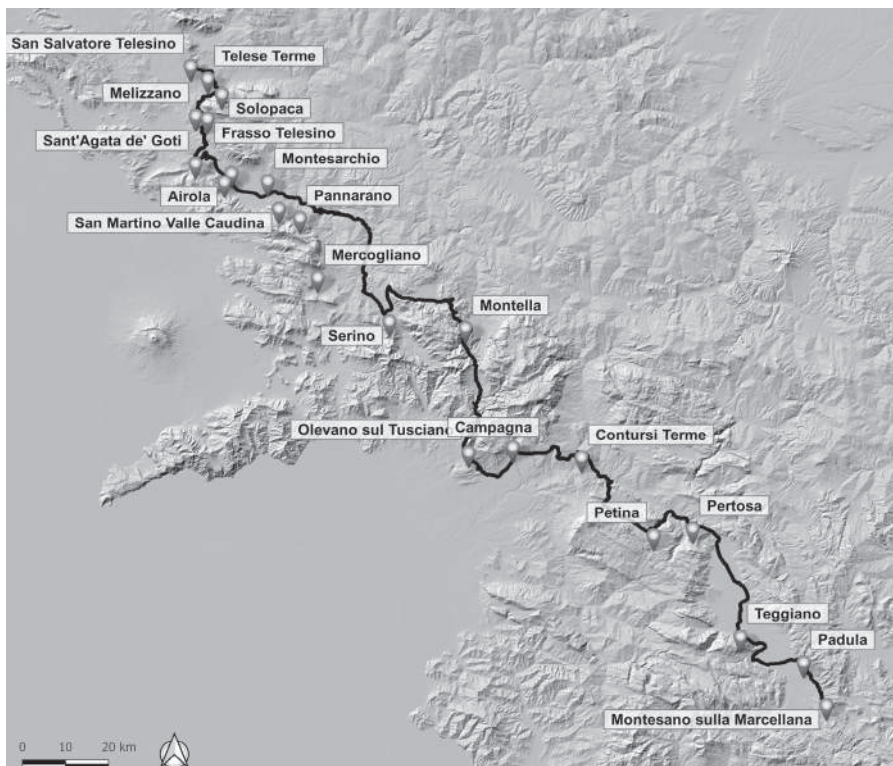 San Salvatore Telesino
Telese Terme
Melizzano
Solopaca
Sant'Agata de' Goti
Frasso Telesino
Montesarchio
Airola
Pannarano
San Martino Valle Caudina
Mercogliano
Montella
Serino
Olevano sul Tusciano
Campagna
Contursi Terme
Petina
Pertosa
Teggiano
Padula
Montesano sulla Marcellana
0 10 20 km